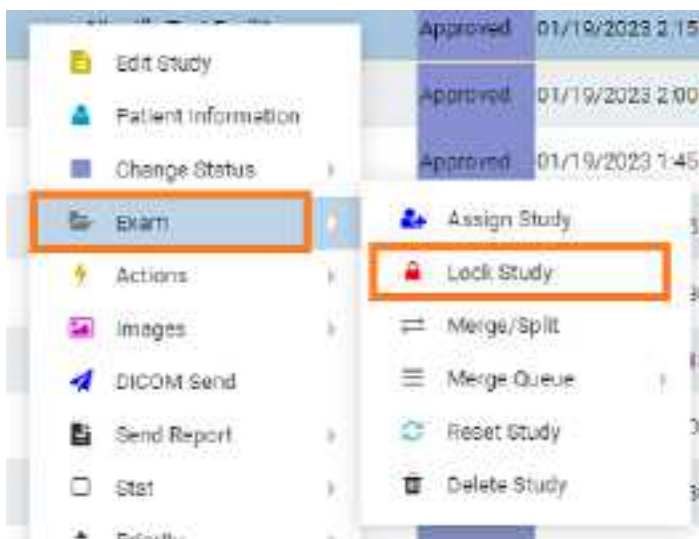 Approved 01/19/2023 2:15
Edit Study
Approved 01/19/2023 2:00
Patient Information
Change Status
Approved 01/19/2023 1:45
Exam
Assign Study
Actions
Lock Study
Images
Merge/Split
DICOM Send
Merge Queue
Send Report
Reset Study
Stat
Delete Study